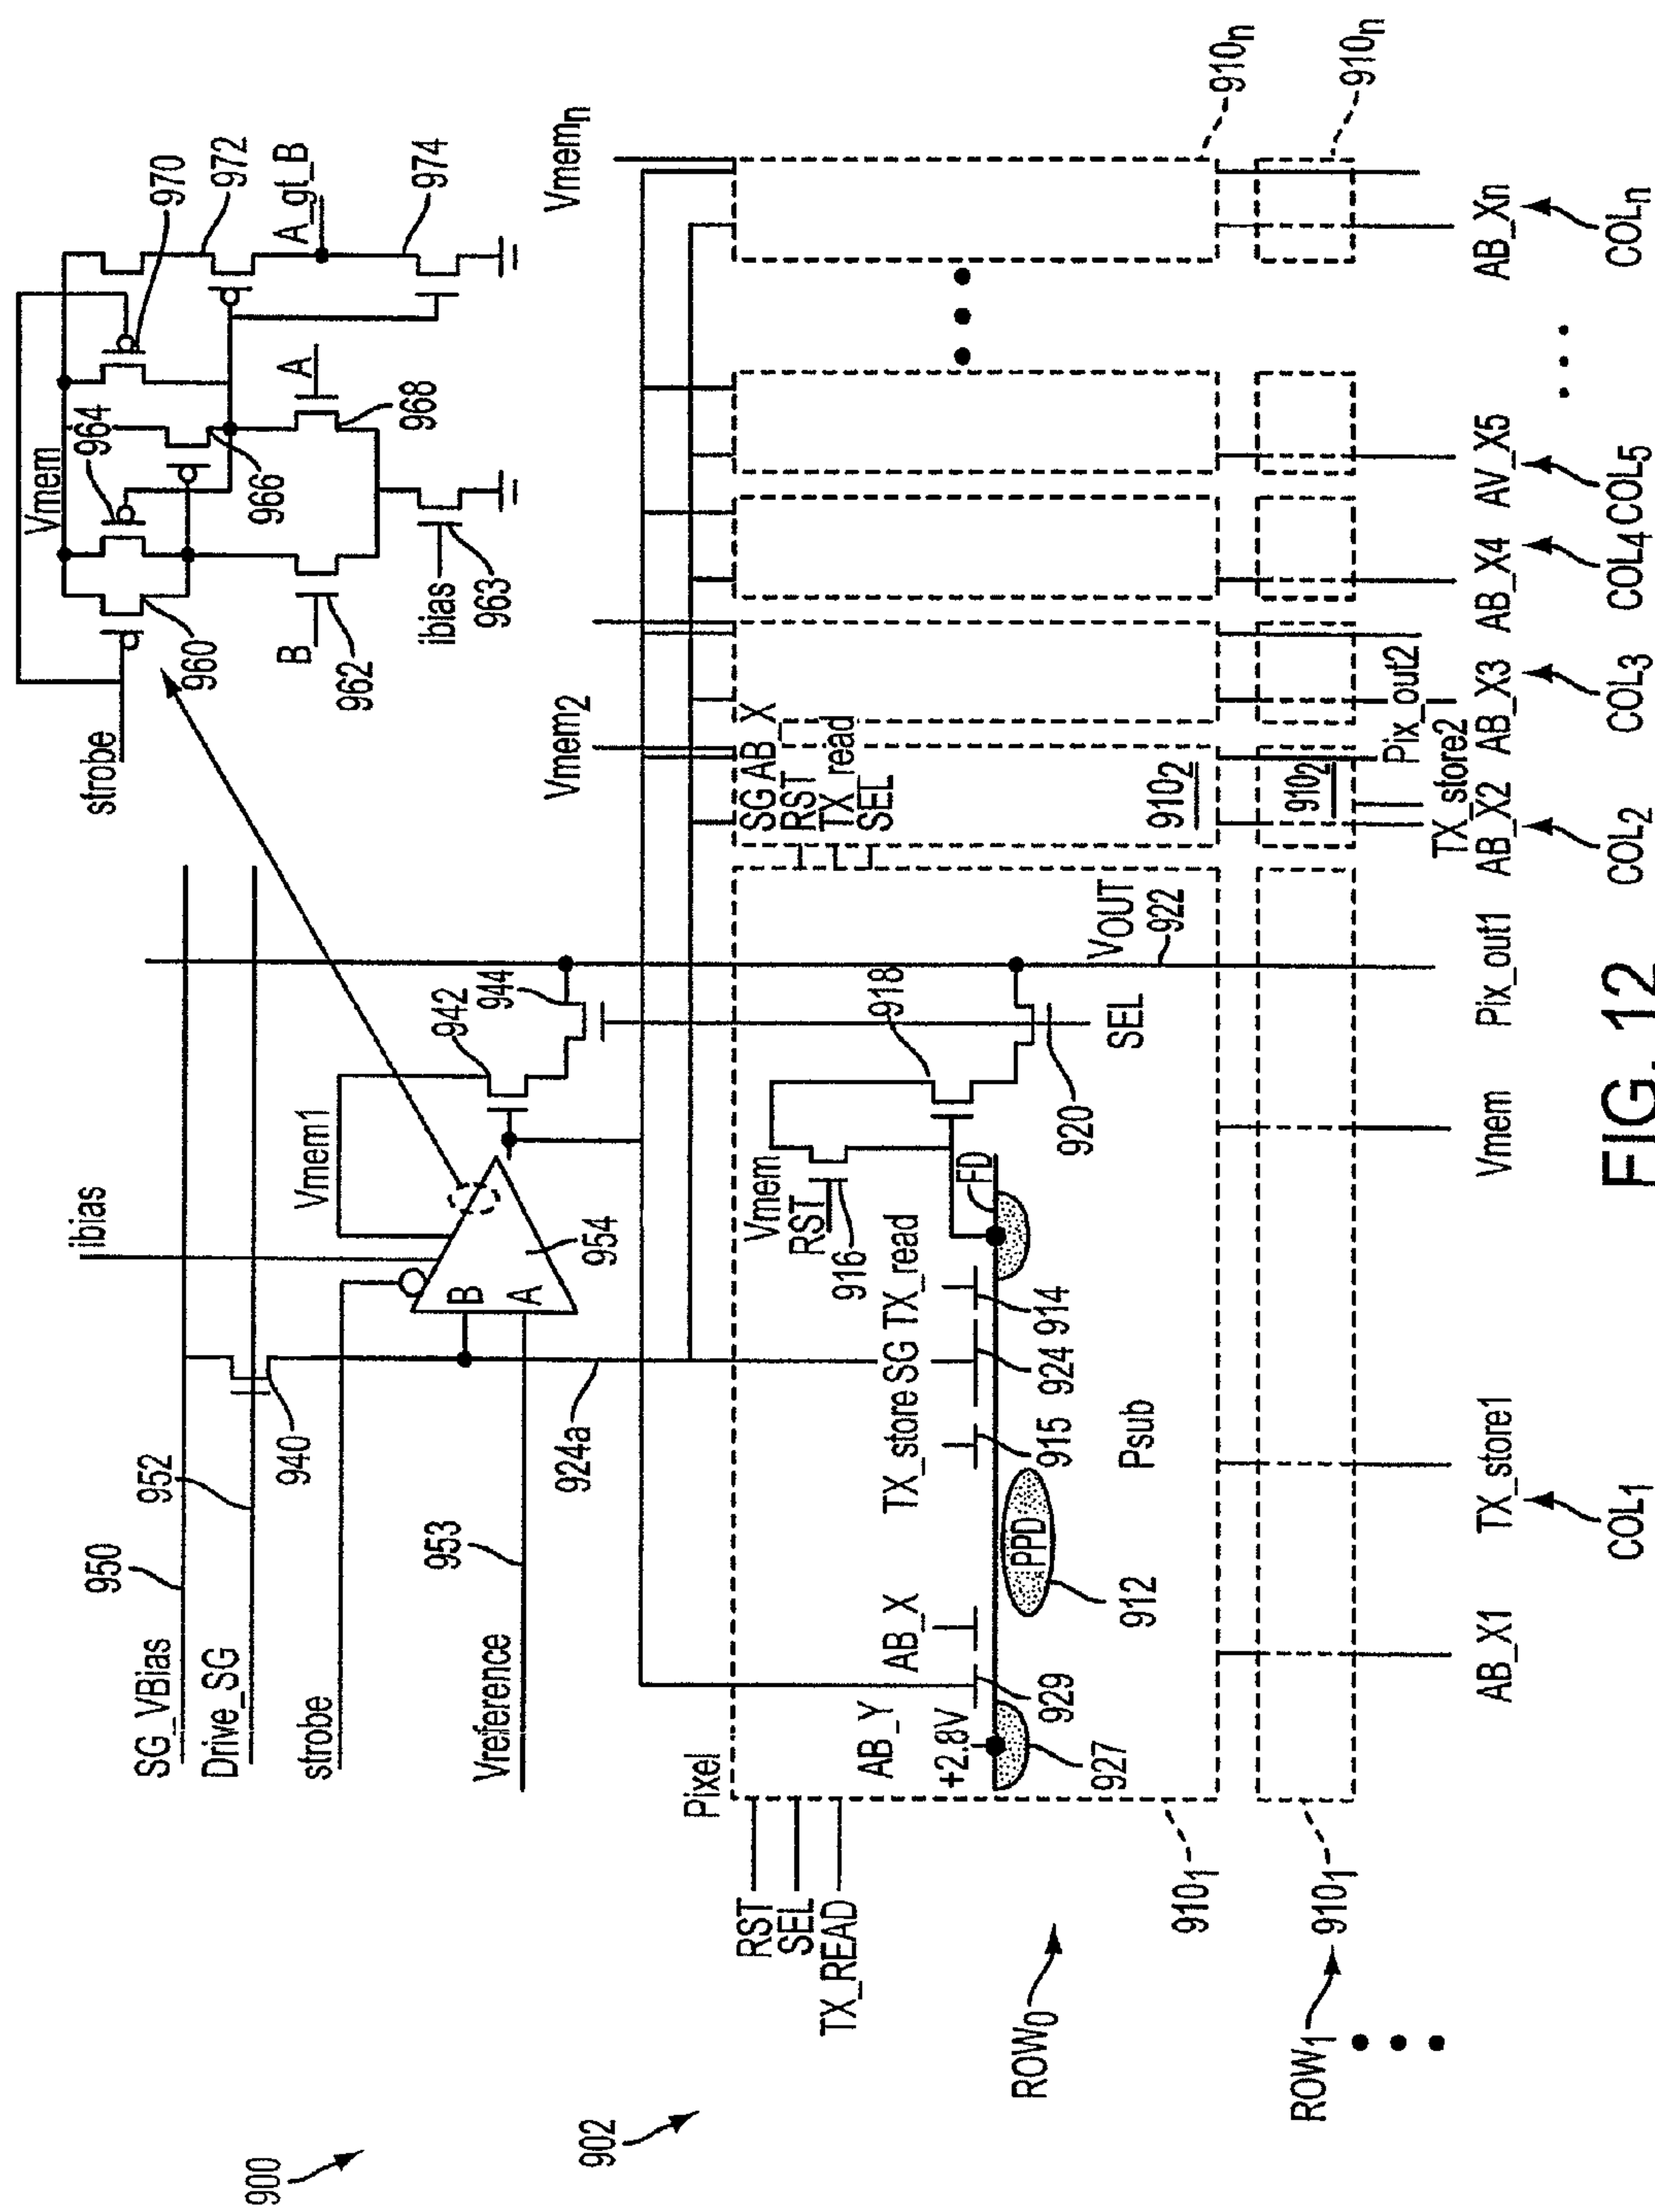 900
902
SG_VBias
950
952
Drive_SG
940
strobe
Vreference
953
924a
ibias
B
A
954
Vmem1
942
944
strobe
960
Vmem
964
966
970
972
A_gt_B
974
B
962
ibias
963
A
968
Vmem2
Vmemn
Pixel
RST
SEL
TX_READ
ROW0
9101
ROW1
9101
AB_Y
+2.8V
927
929
AB_X
PPD
912
TX_store
915
SG
924
TX_read
914
Psub
Vmem
RST
916
FD
918
920
SEL
VOUT
922
SG
AB_X
RST
TX_read
SEL
9102
9102
910n
910n
AB_X1
TX_store1
COL1
Vmem
Pix_out1
AB_X2
TX_store2
COL2
Pix_out2
AB_X3
COL3
AB_X4
COL4
AV_X5
COL5
AB_Xn
COLn
FIG. 12